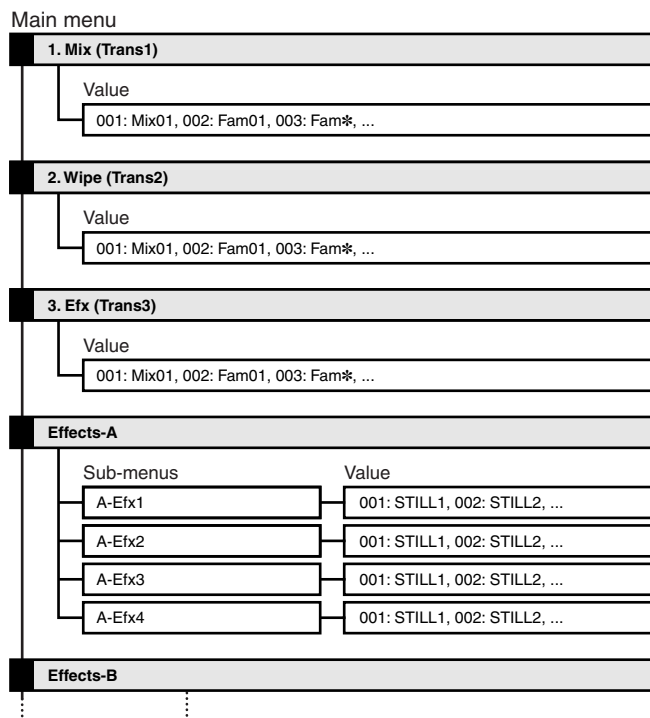 Main menu
1. Mix (Trans1)
Value
001: Mix01, 002: Fam01, 003: Fam✽, ...
2. Wipe (Trans2)
Value
001: Mix01, 002: Fam01, 003: Fam✽, ...
3. Efx (Trans3)
Value
001: Mix01, 002: Fam01, 003: Fam✽, ...
Effects-A
Sub-menus Value
A-Efx1 001: STILL1, 002: STILL2, ...
A-Efx2 001: STILL1, 002: STILL2, ...
A-Efx3 001: STILL1, 002: STILL2, ...
A-Efx4 001: STILL1, 002: STILL2, ...
Effects-B